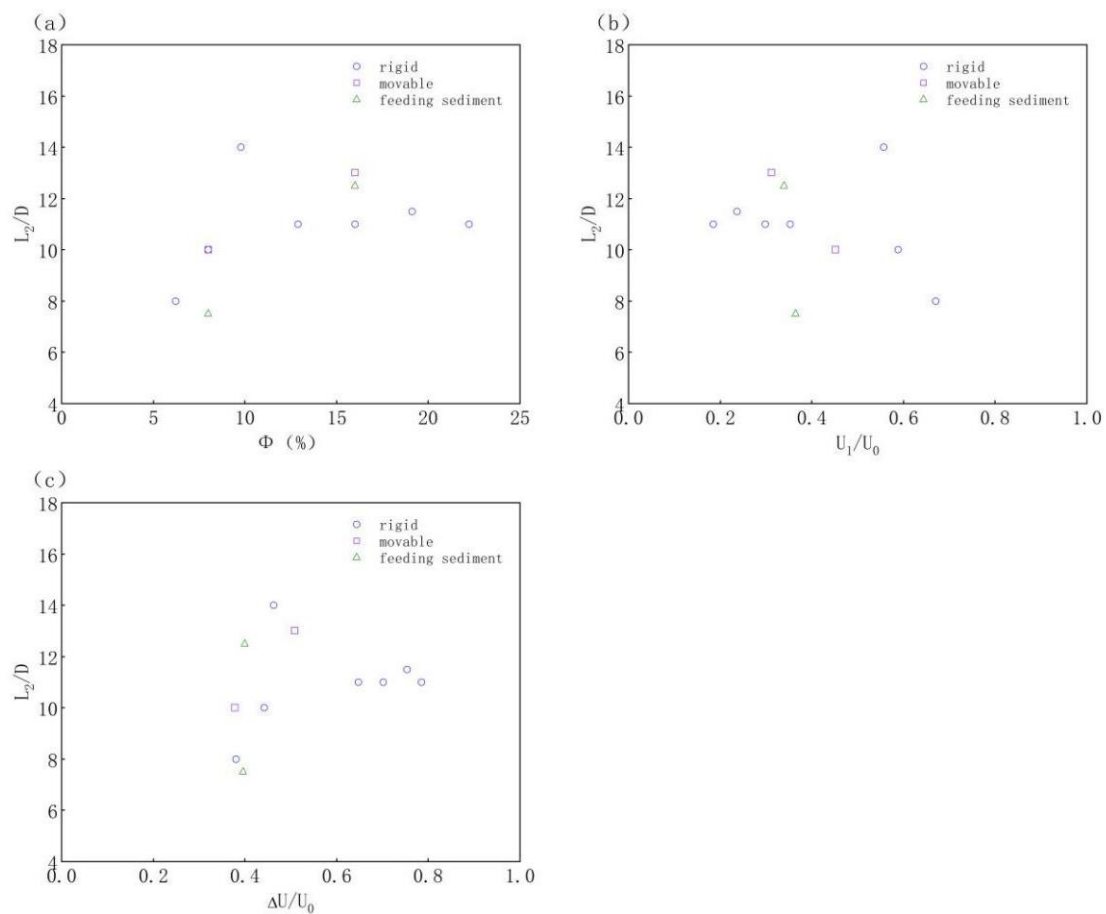 (a)
18
16
14
12
10
8
6
4
L₂/D
0 5 10 15 20 25
Φ (%)
rigid
movable
feeding sediment
(b)
18
16
14
12
10
8
6
4
L₂/D
0.0 0.2 0.4 0.6 0.8 1.0
U₁/U₀
rigid
movable
feeding sediment
(c)
18
16
14
12
10
8
6
4
L₂/D
0.0 0.2 0.4 0.6 0.8 1.0
ΔU/U₀
rigid
movable
feeding sediment